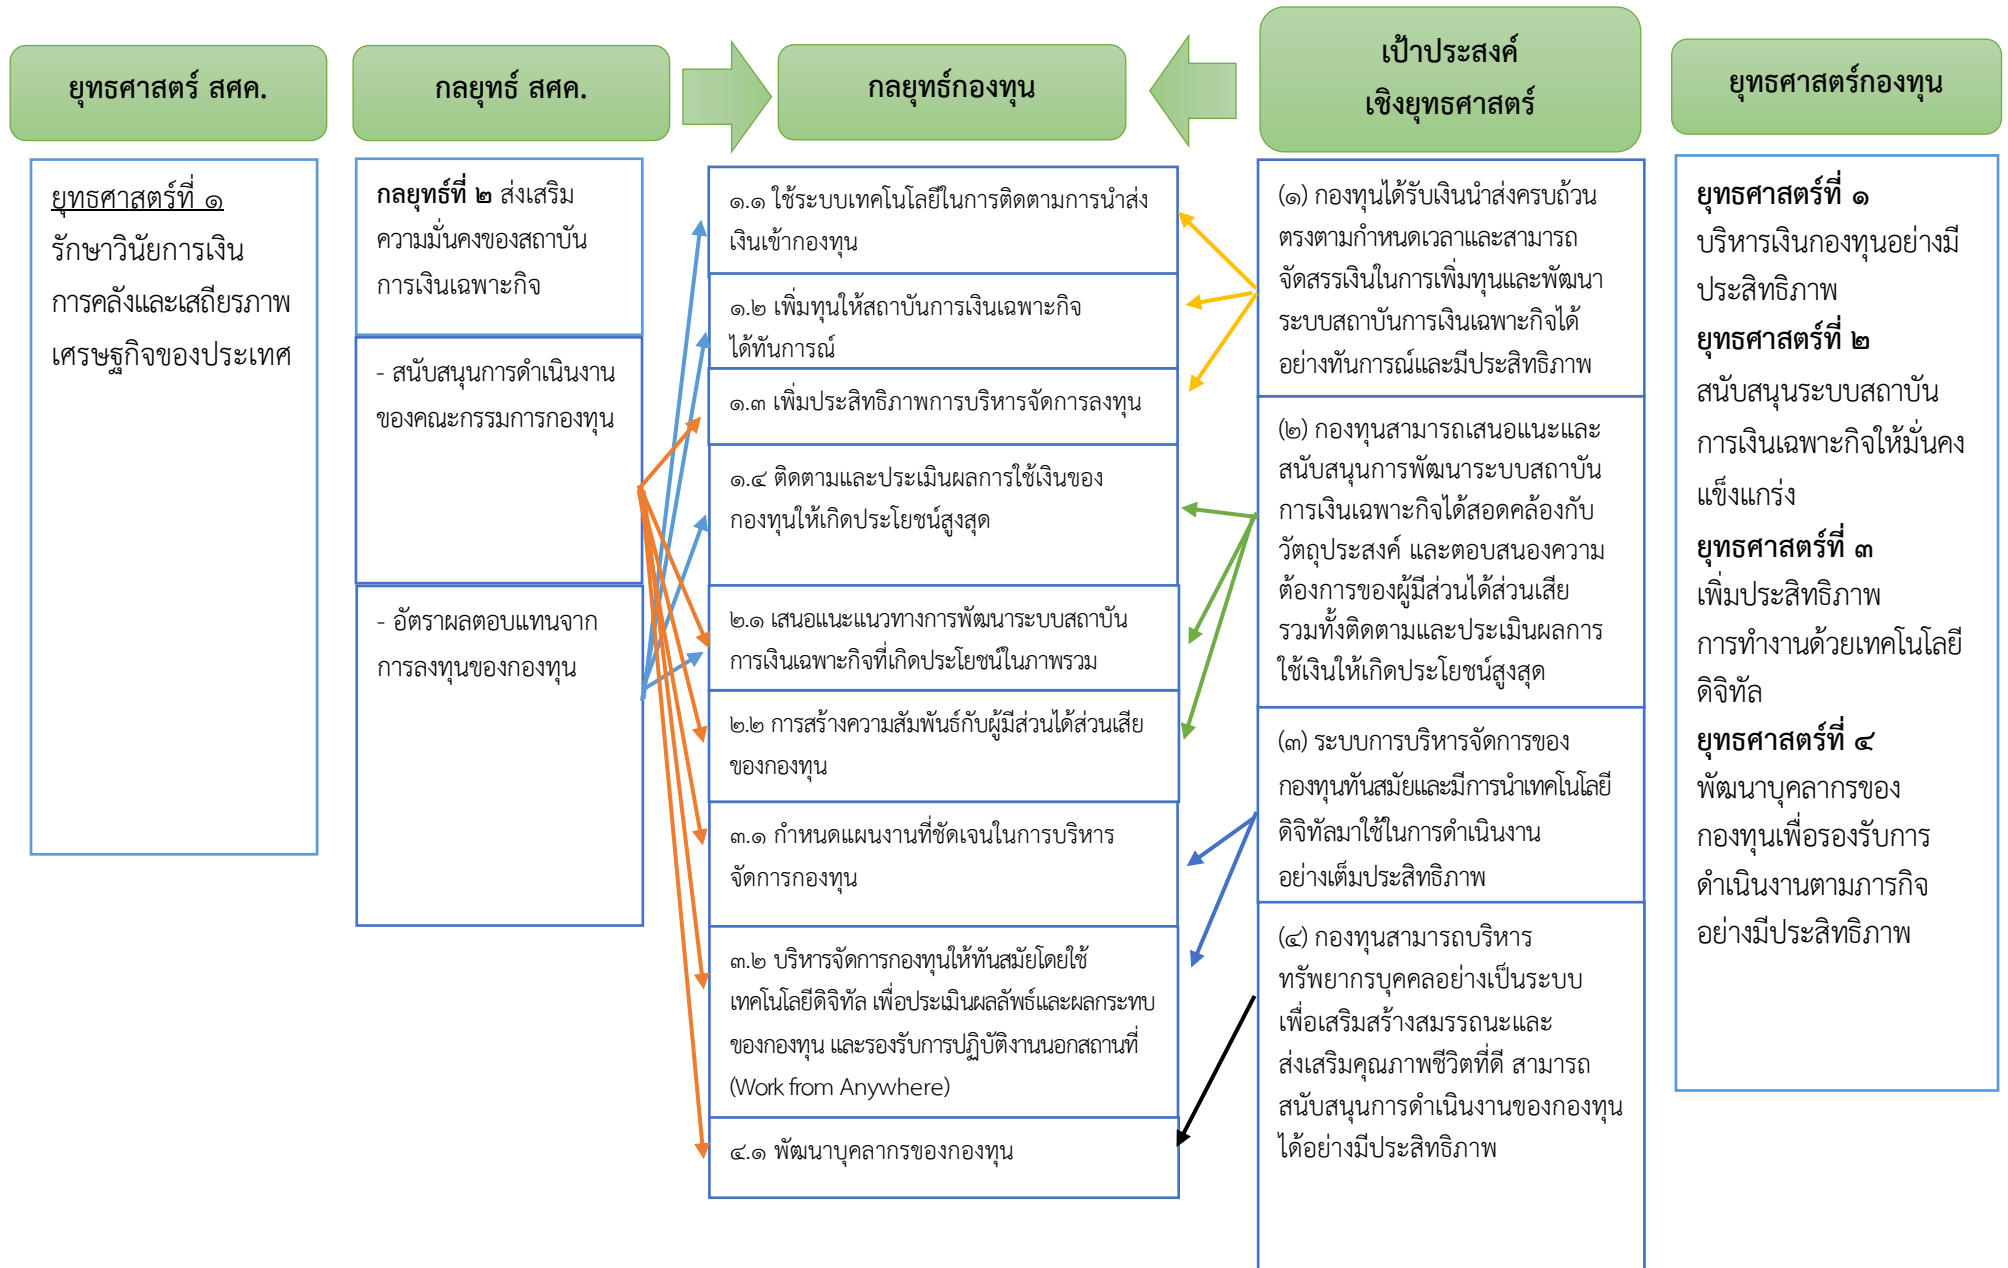 ยุทธศาสตร์ สศค.
กลยุทธ์ สศค.
กลยุทธ์กองทุน
เป้าประสงค์
เชิงยุทธศาสตร์
ยุทธศาสตร์กองทุน
ยุทธศาสตร์ที่ ๑
รักษาวินัยการเงิน
การคลังและเสถียรภาพ
เศรษฐกิจของประเทศ
กลยุทธ์ที่ ๒ ส่งเสริม
ความมั่นคงของสถาบัน
การเงินเฉพาะกิจ
- สนับสนุนการดำเนินงาน
ของคณะกรรมการกองทุน
- อัตราผลตอบแทนจาก
การลงทุนของกองทุน
๑.๑ ใช้ระบบเทคโนโลยีในการติดตามการนำส่ง
เงินเข้ากองทุน
๑.๒ เพิ่มทุนให้สถาบันการเงินเฉพาะกิจ
ได้ทันการณ์
๑.๓ เพิ่มประสิทธิภาพการบริหารจัดการลงทุน
๑.๔ ติดตามและประเมินผลการใช้เงินของ
กองทุนให้เกิดประโยชน์สูงสุด
๒.๑ เสนอแนะแนวทางการพัฒนาระบบสถาบัน
การเงินเฉพาะกิจที่เกิดประโยชน์ในภาพรวม
๒.๒ การสร้างความสัมพันธ์กับผู้มีส่วนได้ส่วนเสีย
ของกองทุน
๓.๑ กำหนดแผนงานที่ชัดเจนในการบริหาร
จัดการกองทุน
๓.๒ บริหารจัดการกองทุนให้ทันสมัยโดยใช้
เทคโนโลยีดิจิทัล เพื่อประเมินผลลัพธ์และผลกระทบ
ของกองทุน และรองรับการปฏิบัติงานนอกสถานที่
(Work from Anywhere)
๔.๑ พัฒนาบุคลากรของกองทุน
(๑) กองทุนได้รับเงินนำส่งครบถ้วน
ตรงตามกำหนดเวลาและสามารถ
จัดสรรเงินในการเพิ่มทุนและพัฒนา
ระบบสถาบันการเงินเฉพาะกิจได้
อย่างทันการณ์และมีประสิทธิภาพ
(๒) กองทุนสามารถเสนอแนะและ
สนับสนุนการพัฒนาระบบสถาบัน
การเงินเฉพาะกิจได้สอดคล้องกับ
วัตถุประสงค์ และตอบสนองความ
ต้องการของผู้มีส่วนได้ส่วนเสีย
รวมทั้งติดตามและประเมินผลการ
ใช้เงินให้เกิดประโยชน์สูงสุด
(๓) ระบบการบริหารจัดการของ
กองทุนทันสมัยและมีการนำเทคโนโลยี
ดิจิทัลมาใช้ในการดำเนินงาน
อย่างเต็มประสิทธิภาพ
(๔) กองทุนสามารถบริหาร
ทรัพยากรบุคคลอย่างเป็นระบบ
เพื่อเสริมสร้างสมรรถนะและ
ส่งเสริมคุณภาพชีวิตที่ดี สามารถ
สนับสนุนการดำเนินงานของกองทุน
ได้อย่างมีประสิทธิภาพ
ยุทธศาสตร์ที่ ๑
บริหารเงินกองทุนอย่างมี
ประสิทธิภาพ
ยุทธศาสตร์ที่ ๒
สนับสนุนระบบสถาบัน
การเงินเฉพาะกิจให้มั่นคง
แข็งแกร่ง
ยุทธศาสตร์ที่ ๓
เพิ่มประสิทธิภาพ
การทำงานด้วยเทคโนโลยี
ดิจิทัล
ยุทธศาสตร์ที่ ๔
พัฒนาบุคลากรของ
กองทุนเพื่อรองรับการ
ดำเนินงานตามภารกิจ
อย่างมีประสิทธิภาพ